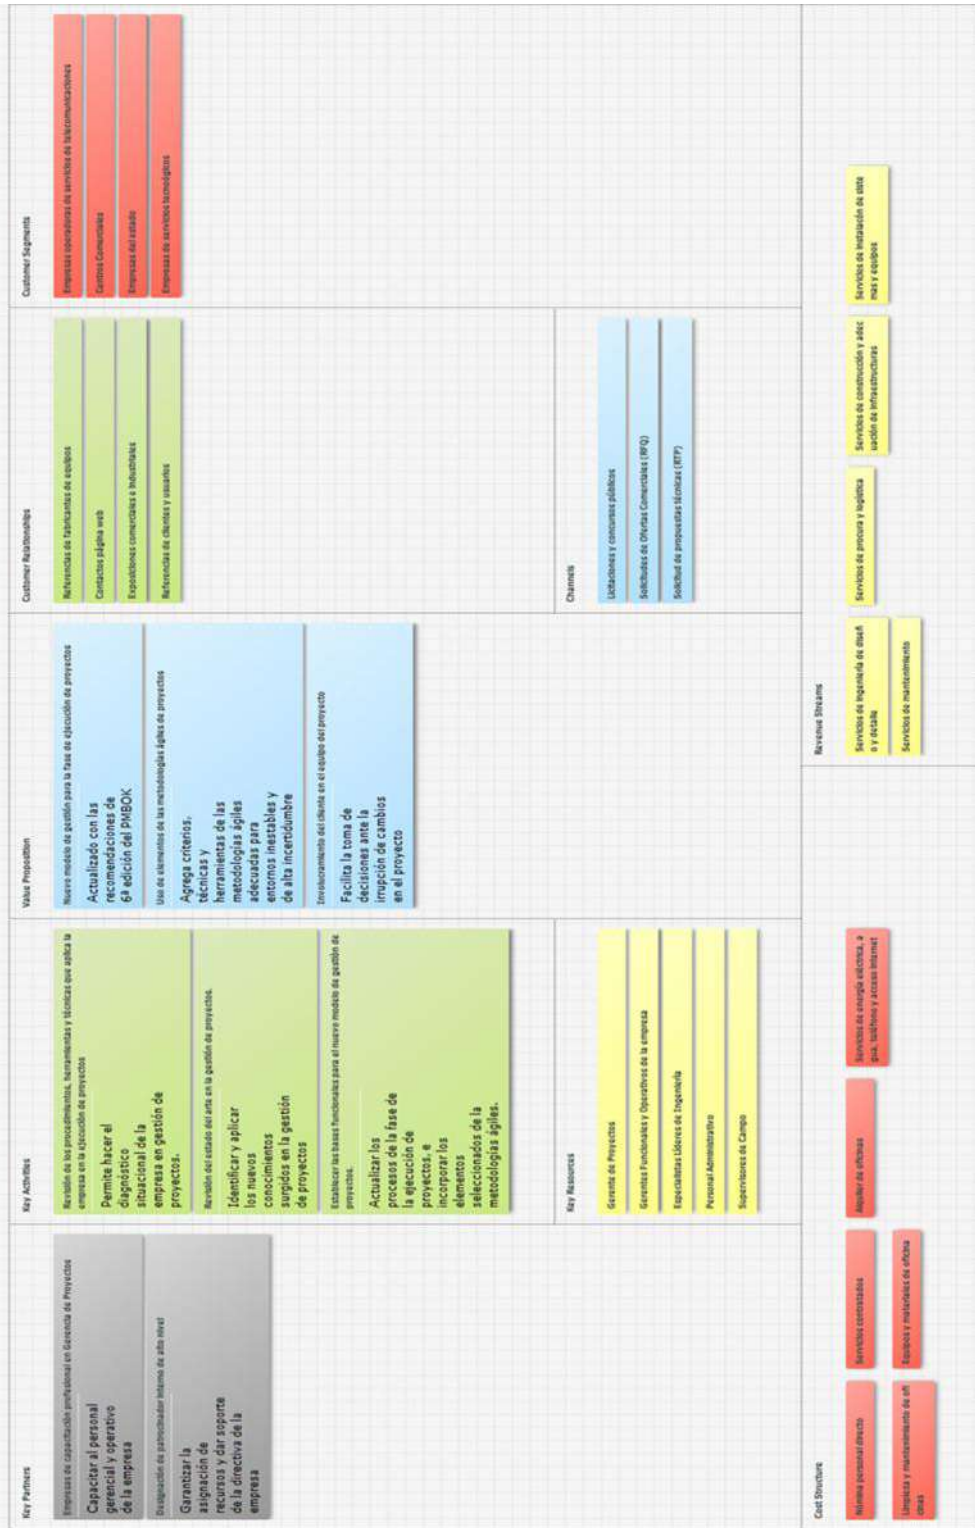 Key Partners
Empresas de capacitación profesional en Gerencia de Proyectos
Capacitar al personal
gerencial y operativo
de la empresa
Designación de patrocinador interno de alto nivel
Garantizar la
asignación de
recursos y dar soporte
de la directiva de la
empresa
Key Activities
Revisión de los procedimientos, herramientas y técnicas que aplica la
empresa en la ejecución de proyectos
Permite hacer el
diagnóstico
situacional de la
empresa en gestión de
proyectos.
Revisión del estado del arte en la gestión de proyectos.
Identificar y aplicar
los nuevos
conocimientos
surgidos en la gestión
de proyectos
Establecer las bases funcionales para el nuevo modelo de gestión de
proyectos.
Actualizar los
procesos de la fase de
la ejecución de
proyectos, e
incorporar los
elementos
seleccionados de la
metodologías ágiles.
Key Resources
Gerente de Proyectos
Gerentes Funcionales y Operativos de la empresa
Especialistas Líderes de Ingeniería
Personal Administrativo
Supervisores de Campo
Value Proposition
Nuevo modelo de gestión para la fase de ejecución de proyectos
Actualizado con las
recomendaciones de
6ª edición del PMBOK
Uso de elementos de las metodologías ágiles de proyectos
Agrega criterios,
técnicas y
herramientas de las
metodologías ágiles
adecuadas para
entornos inestables y
de alta incertidumbre
Involucramiento del cliente en el equipo del proyecto
Facilita la toma de
decisiones ante la
irrupción de cambios
en el proyecto
Customer Relationships
Referencias de fabricantes de equipos
Contactos página web
Exposiciones comerciales e industriales
Referencias de clientes y usuarios
Channels
Licitaciones y concursos públicos
Solicitudes de Ofertas Comerciales (RFQ)
Solicitud de propuestas técnicas (RTP)
Customer Segments
Empresas operadoras de servicios de telecomunicaciones
Centros Comerciales
Empresas del estado
Empresas de servicios tecnológicos
Cost Structure
Nómina personal directo
Servicios contratados
Alquiler de oficinas
Servicios de energía eléctrica, a
gua, teléfono y acceso internet
Limpieza y mantenimiento de ofi
cinas
Equipos y materiales de oficina
Revenue Streams
Servicios de ingeniería de diseñ
o y detalle
Servicios de procura y logística
Servicios de construcción y adec
uación de infraestructuras
Servicios de instalacón de siste
mas y equipos
Servicios de mantenimiento